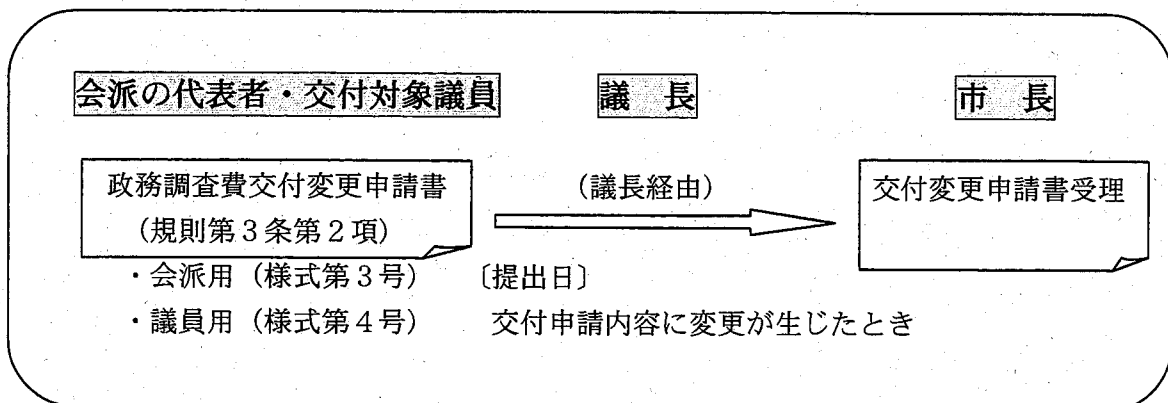 会派の代表者・交付対象議員
議　長
市　長
政務調査費交付変更申請書
（規則第３条第２項）
（議長経由）
交付変更申請書受理
・会派用（様式第３号）　〔提出日〕
・議員用（様式第４号）　　交付申請内容に変更が生じたとき